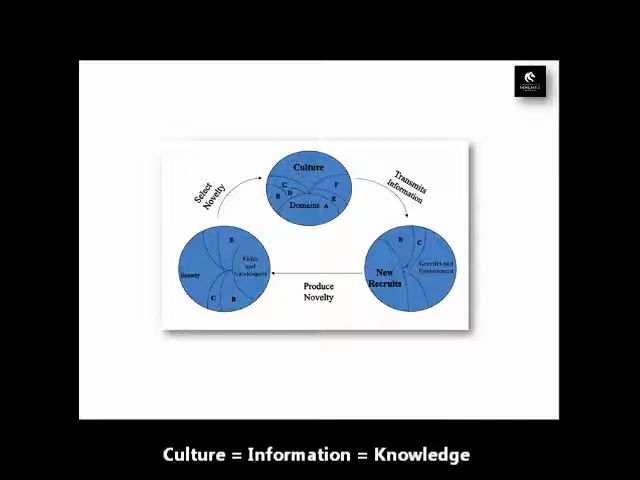 NEWCASTLE
Culture
C
D
B
F
E
Domains A
Select
Novelty
Transmits
Information
E
Fields
and
Gatekeepers
Society
C
B
B
C
Genetics and
Environment
New
Recruits
Produce
Novelty
Culture = Information = Knowledge